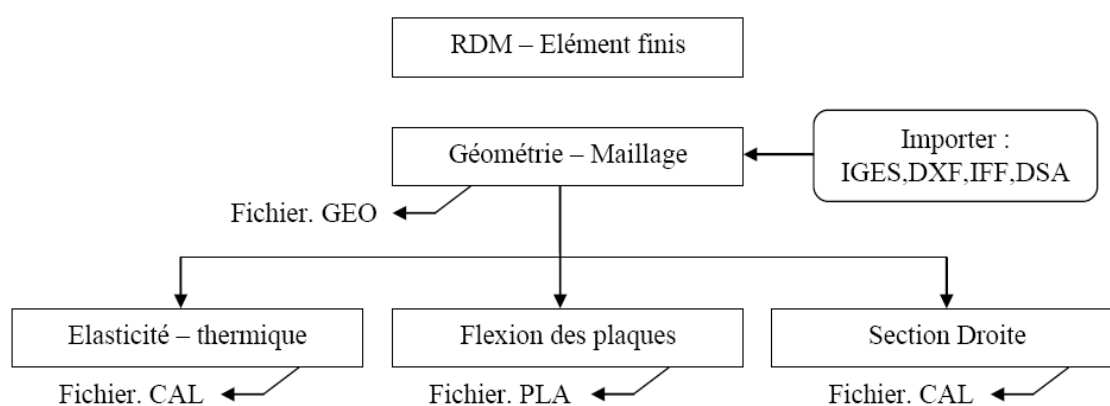 RDM – Elément finis
Géométrie – Maillage
Importer :
IGES,DXF,IFF,DSA
Fichier. GEO
Elasticité – thermique
Flexion des plaques
Section Droite
Fichier. CAL
Fichier. PLA
Fichier. CAL